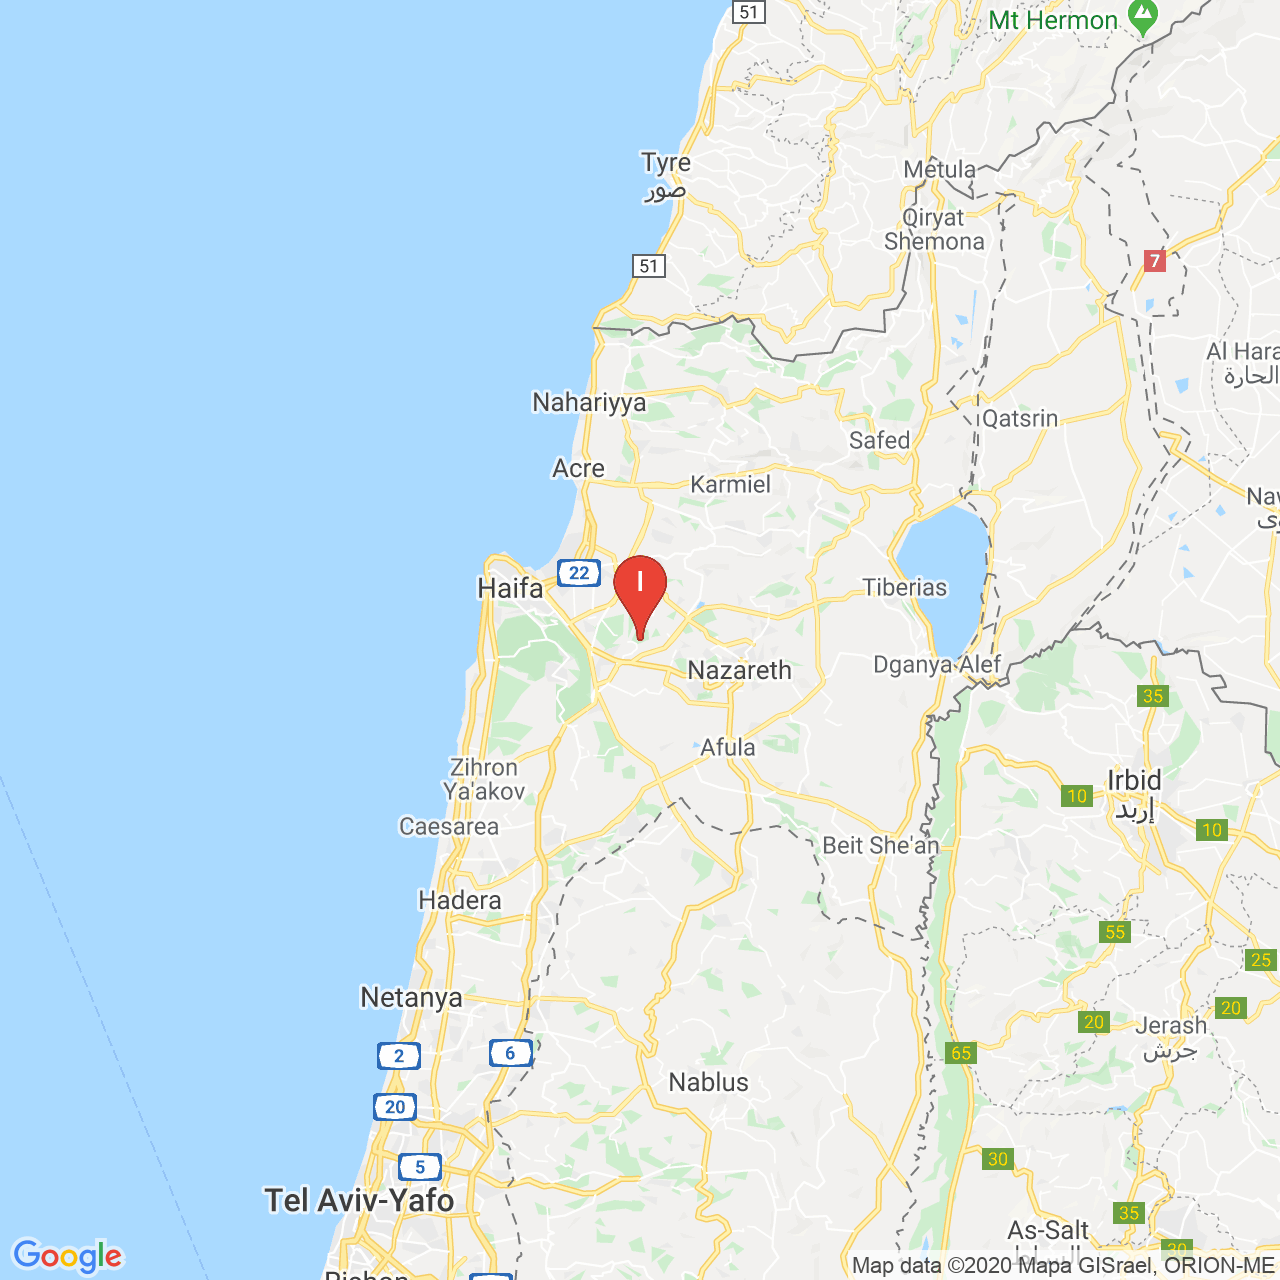 51
Mt Hermon
Tyre
صور
Metula
Qiryat
Shemona
51
7
Al Hara
الحارة
Nahariyya
Qatsrin
Safed
Acre
Karmiel
Naw
وى
22
I
Haifa
Tiberias
Nazareth
Dganya Alef
35
Afula
Zihron
Ya'akov
Irbid
إربد
10
Caesarea
10
Beit She'an
Hadera
55
25
Netanya
20
20
Jerash
جرش
2
6
65
Nablus
20
5
30
Tel Aviv-Yafo
35
As-Salt
30
Google
Map data ©2020 Mapa GISrael, ORION-ME